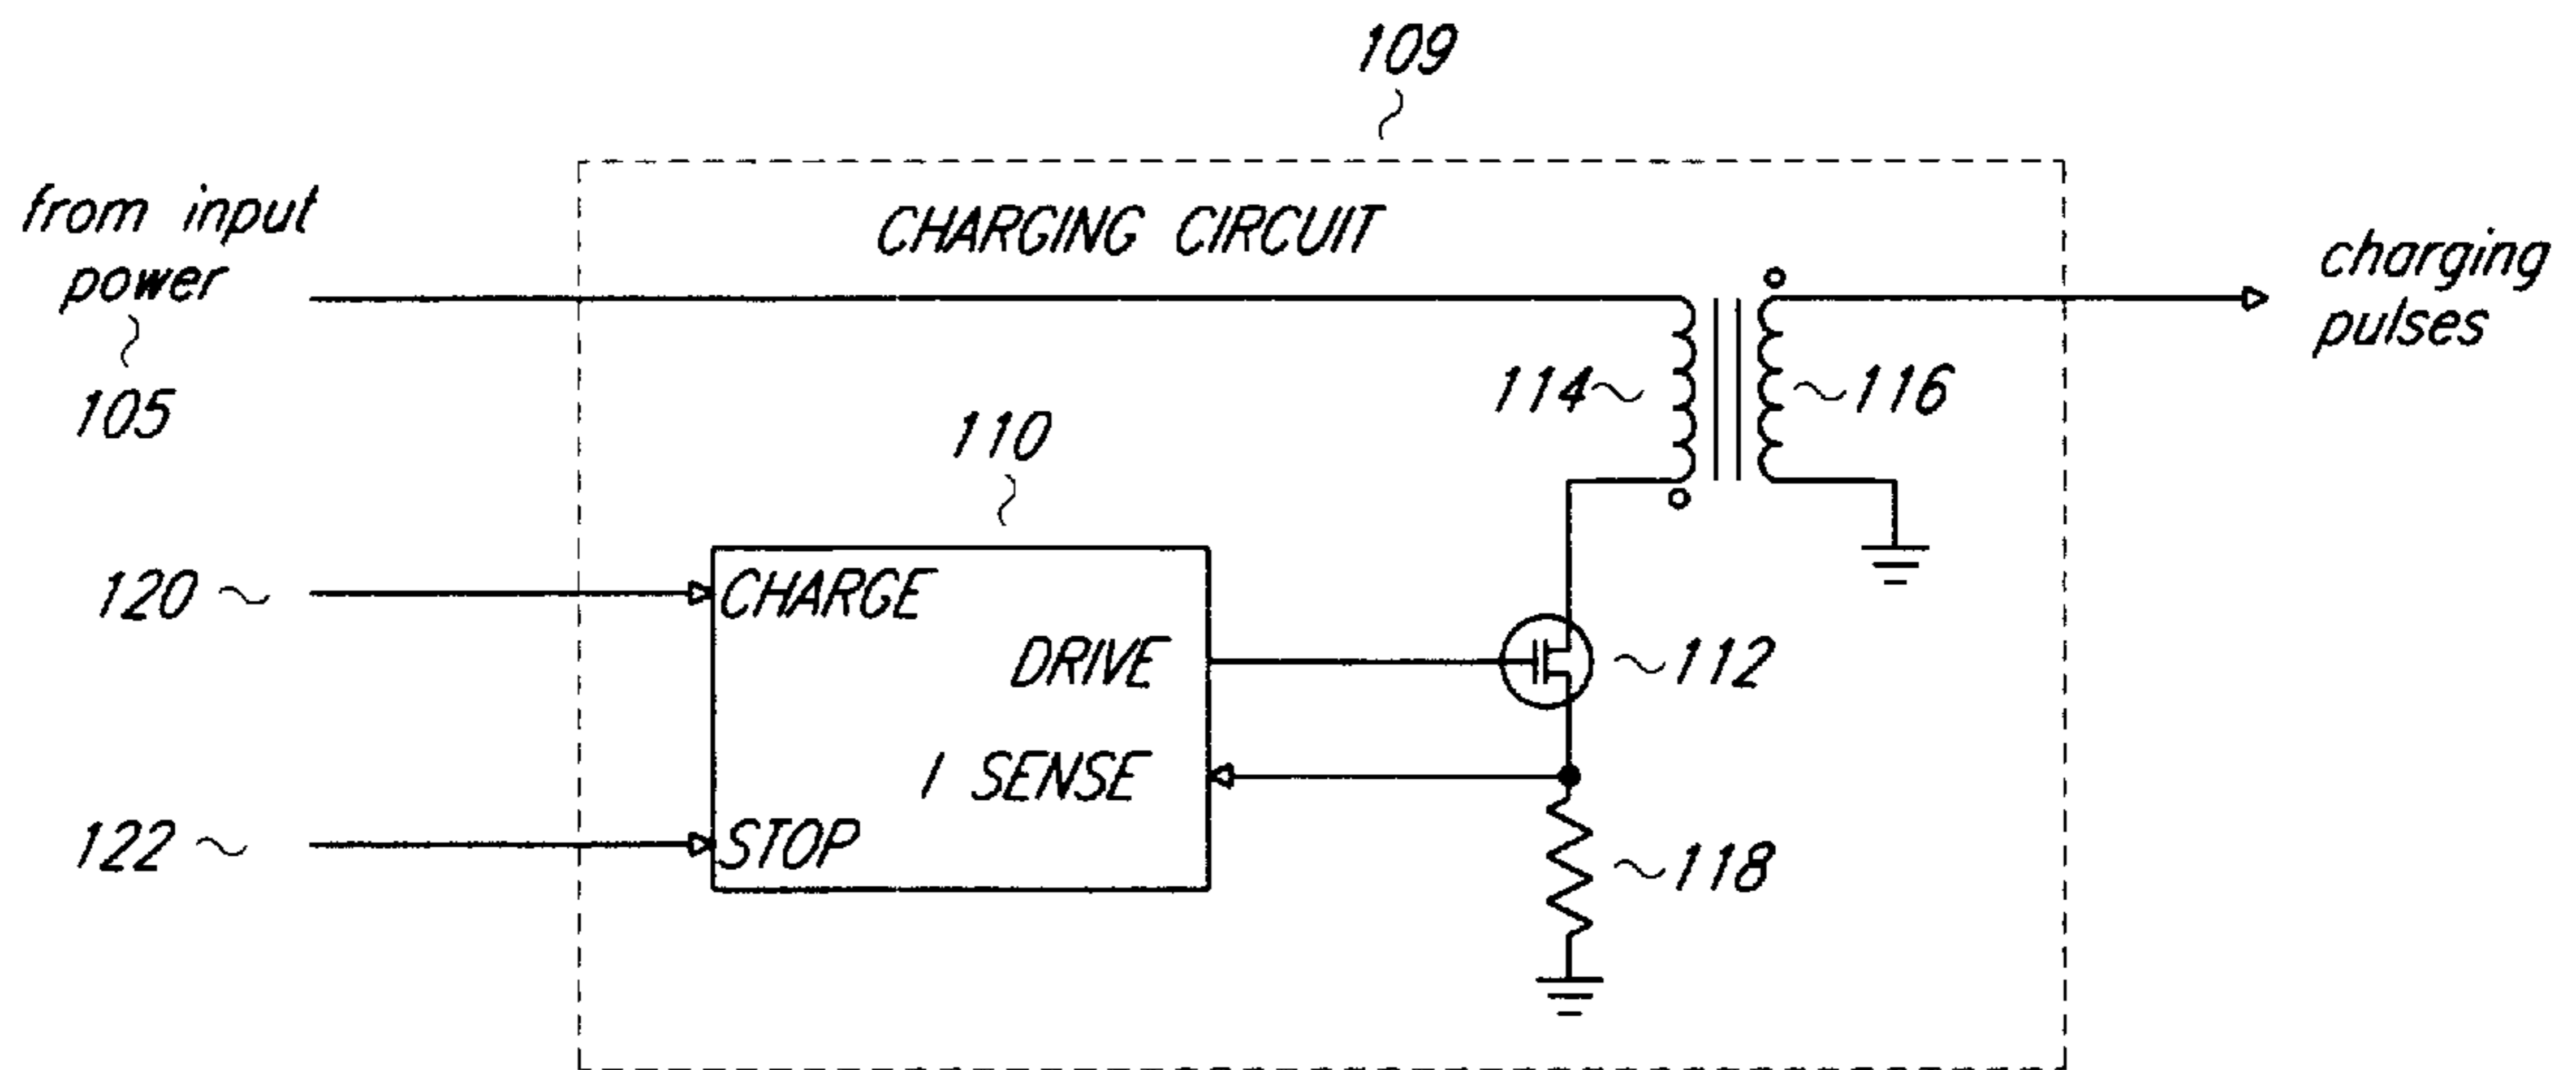 109
from input
power
105
CHARGING CIRCUIT
charging
pulses
114
116
110
120
CHARGE
DRIVE
112
I SENSE
122
STOP
118